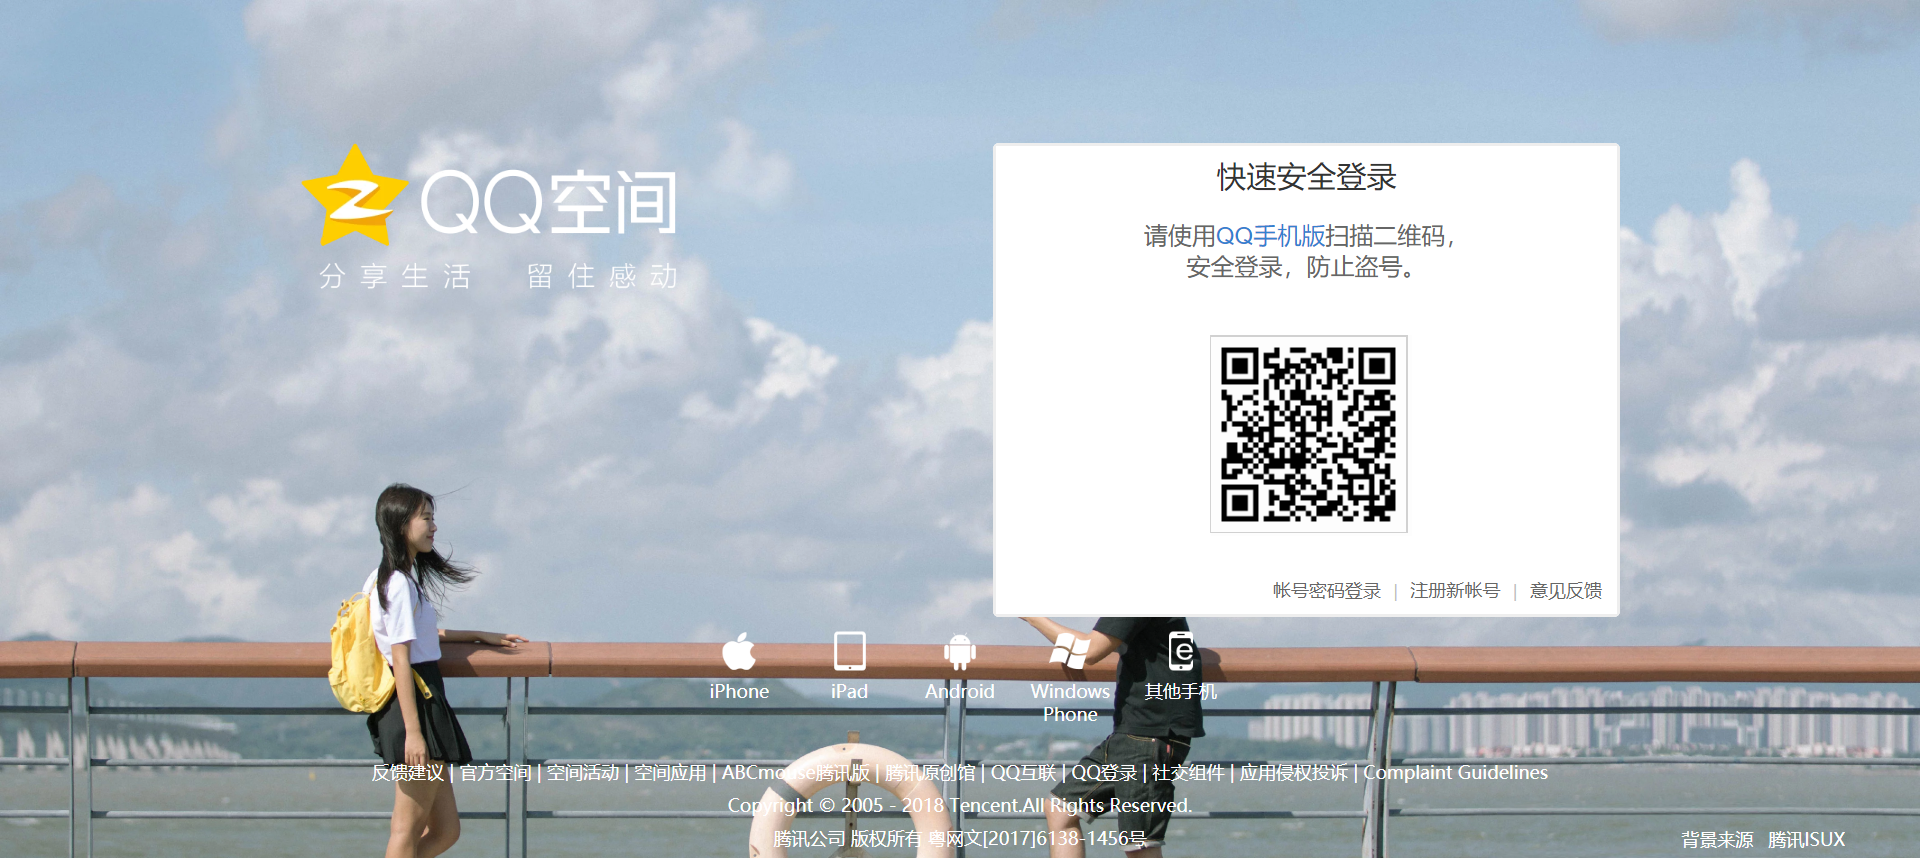 QQ空间
分享生活 留住感动
快速安全登录
请使用QQ手机版扫描二维码，
安全登录，防止盗号。
帐号密码登录 | 注册新帐号 | 意见反馈
iPhone
iPad
Android
Windows Phone
其他手机
反馈建议 | 官方空间 | 空间活动 | 空间应用 | ABCmouse腾讯版 | 腾讯原创馆 | QQ互联 | QQ登录 | 社交组件 | 应用侵权投诉 | Complaint Guidelines
Copyright © 2005 - 2018 Tencent.All Rights Reserved.
腾讯公司 版权所有 粤网文[2017]6138-1456号
背景来源 腾讯ISUX